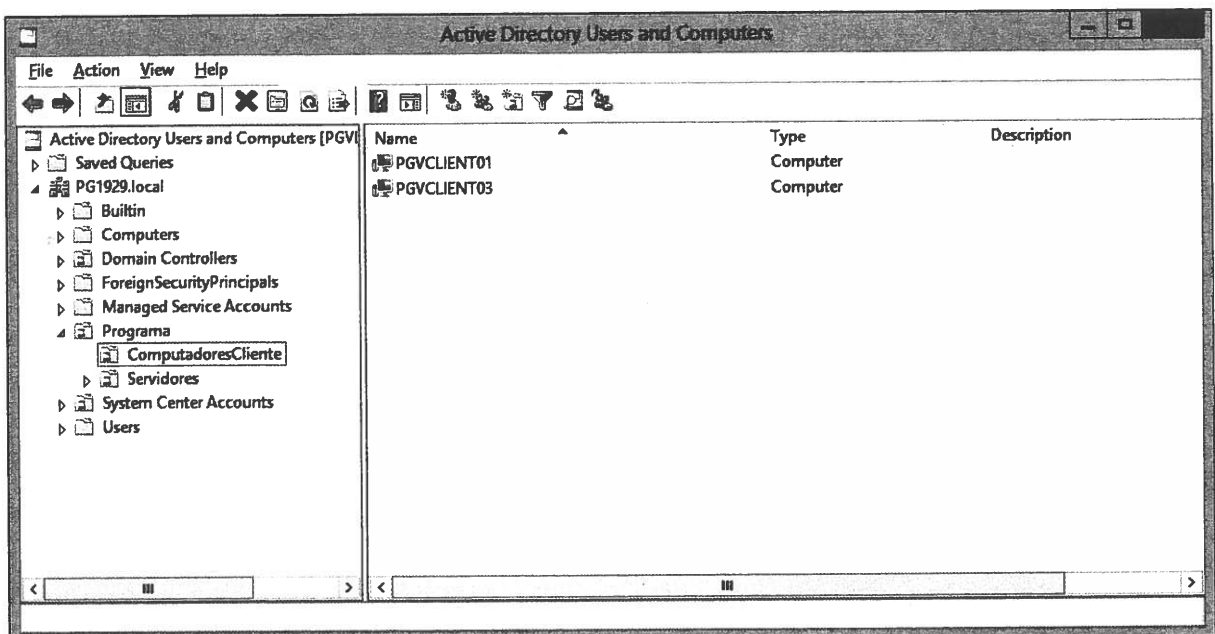 Active Directory Users and Computers
File Action View Help
Active Directory Users and Computers [PGV
Saved Queries
PG1929.local
Builtin
Computers
Domain Controllers
ForeignSecurityPrincipals
Managed Service Accounts
Programa
ComputadoresCliente
Servidores
System Center Accounts
Users
Name Type Description
PGVCLIENT01 Computer
PGVCLIENT03 Computer